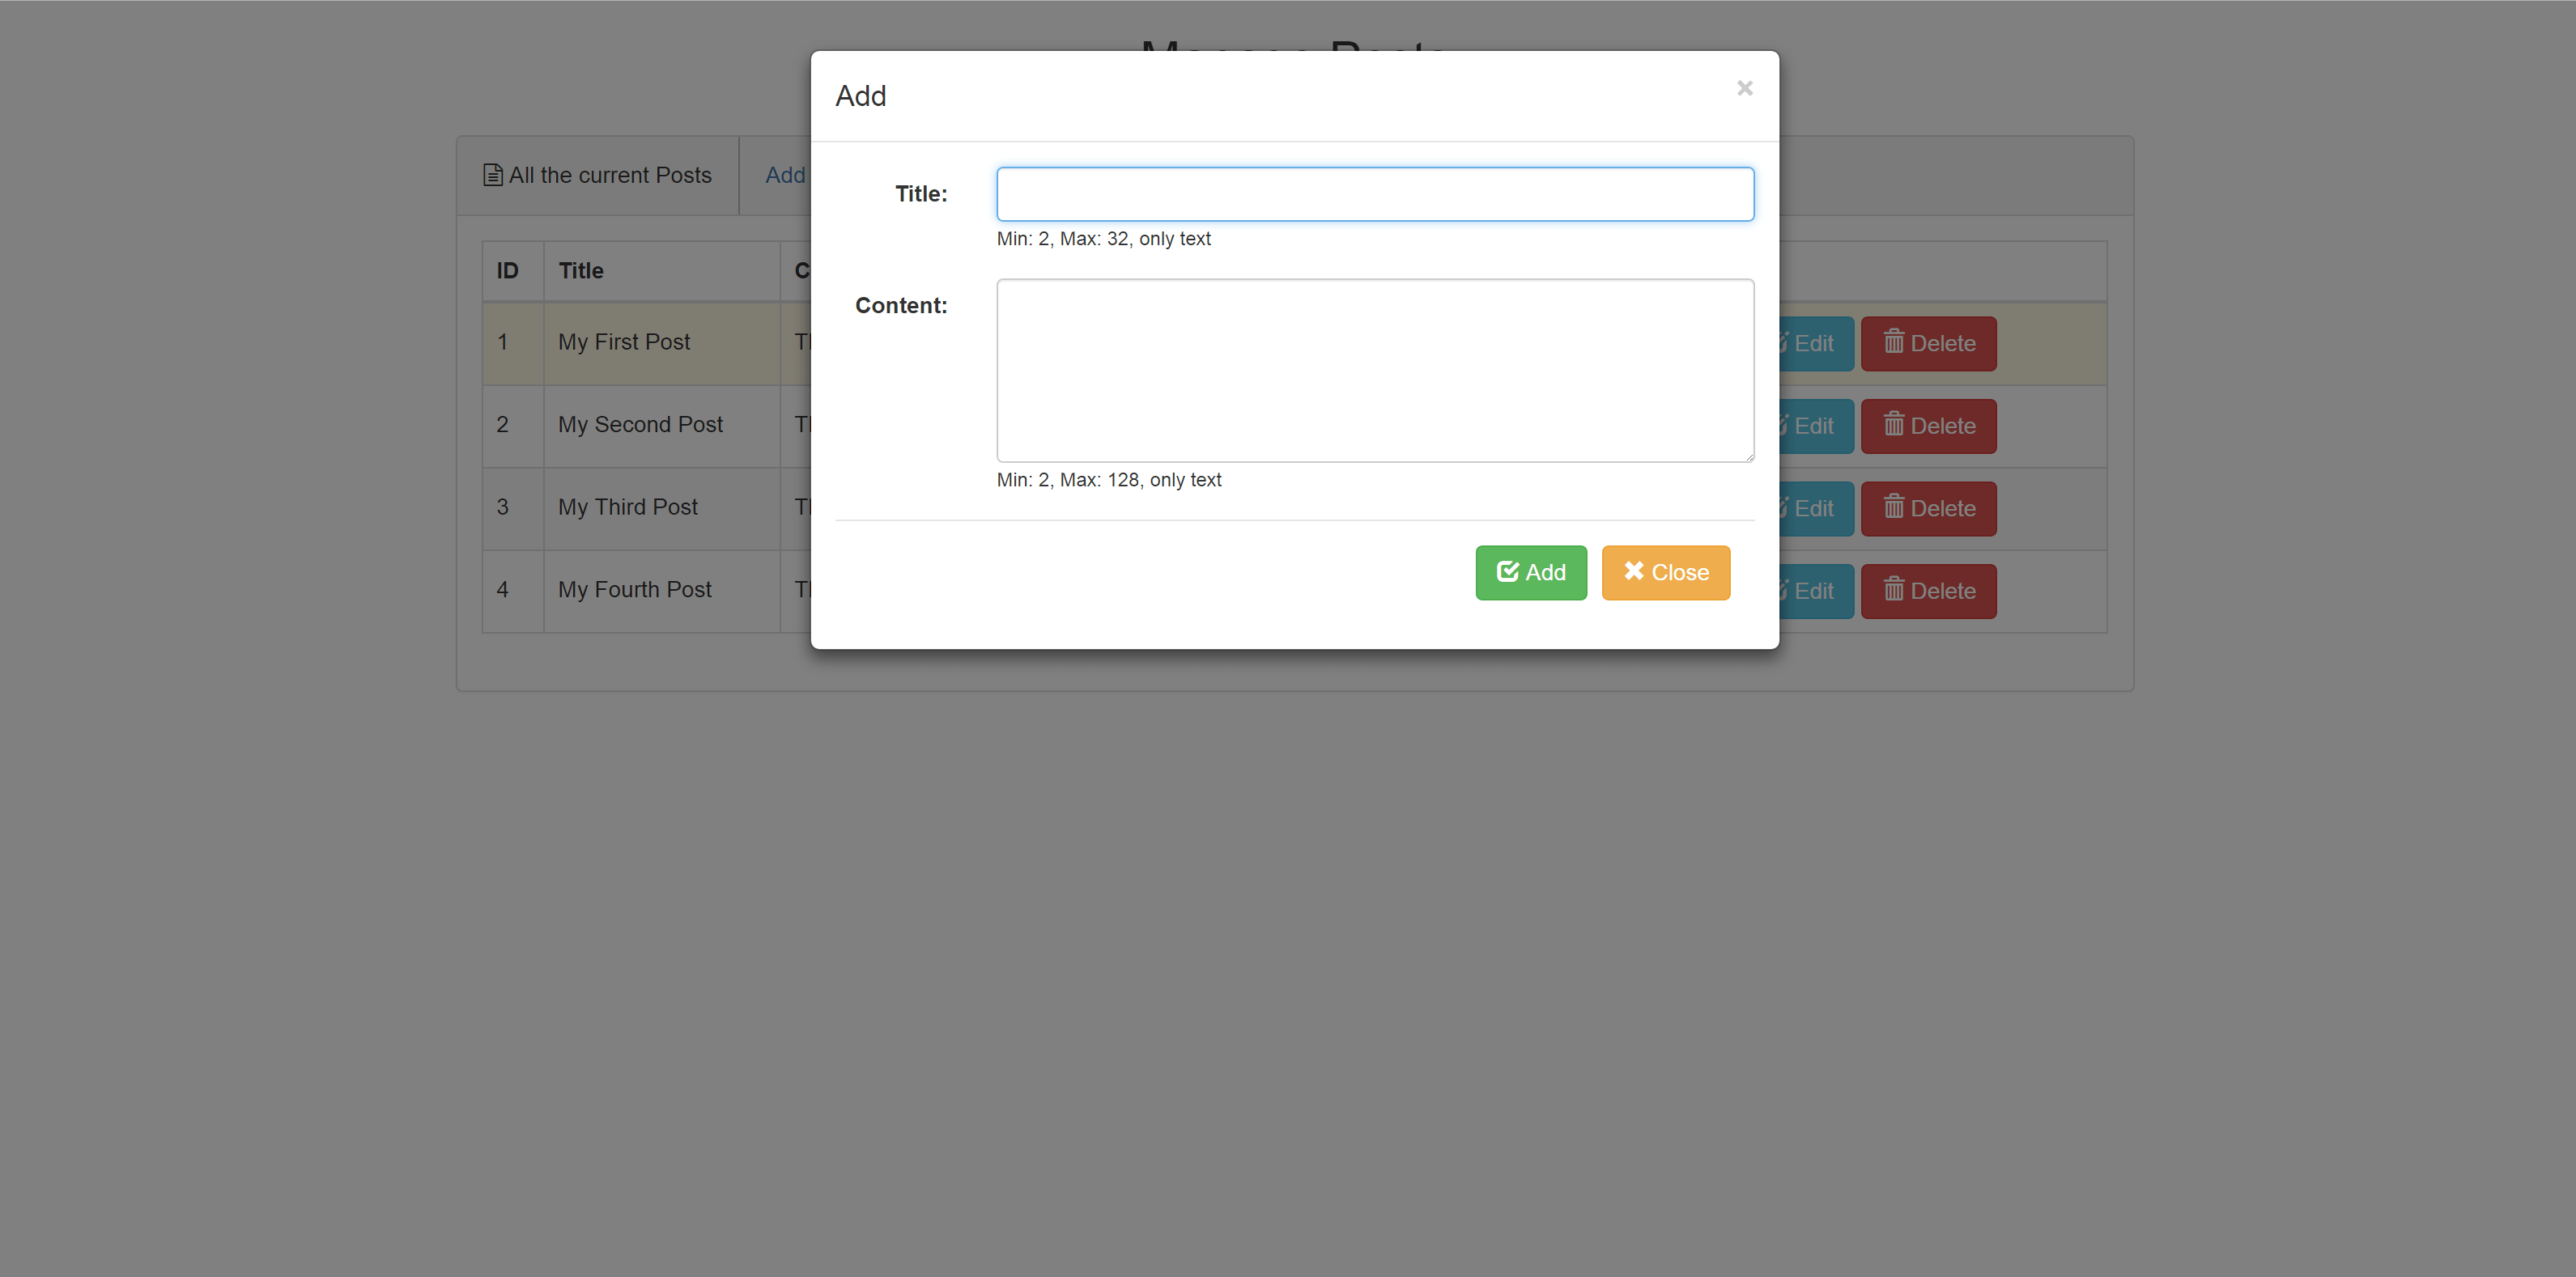 Manage Posts
Add ×
All the current Posts Add
Title:
Min: 2, Max: 32, only text
ID Title
Content:
1 My First Post Edit Delete
2 My Second Post Edit Delete
Min: 2, Max: 128, only text
3 My Third Post Edit Delete
Add Close
4 My Fourth Post Edit Delete